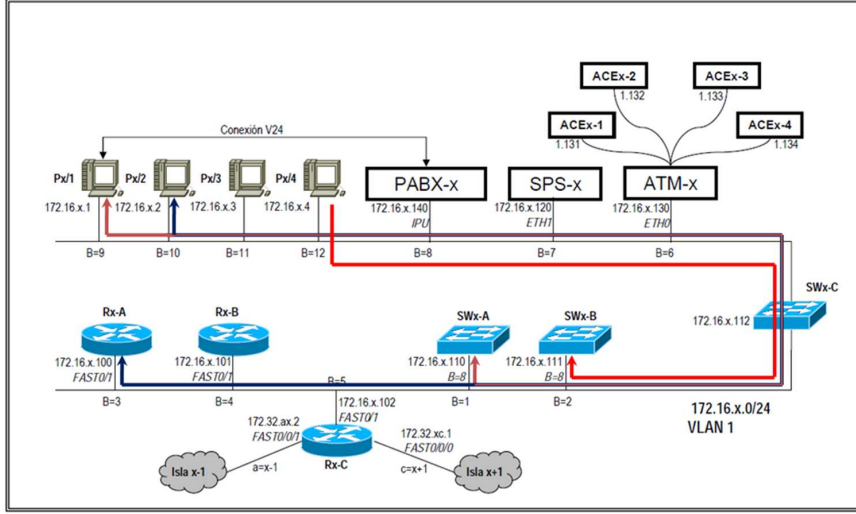 ACEx-2
ACEx-3
1.132
1.133
ACEx-1
ACEx-4
1.131
1.134
Conexión V24
Px/1
Px/2
Px/3
Px/4
PABX-x
SPS-x
ATM-x
172.16.x.1
172.16.x.2
172.16.x.3
172.16.x.4
172.16.x.140
IPU
172.16.x.120
ETH1
172.16.x.130
ETH0
B=9
B=10
B=11
B=12
B=8
B=7
B=6
SWx-C
172.16.x.112
Rx-A
Rx-B
SWx-A
SWx-B
172.16.x.100
FAST0/1
172.16.x.101
FAST0/1
172.16.x.110
B=8
172.16.x.111
B=8
B=3
B=4
B=5
B=1
B=2
172.16.x.102
FAST0/1
172.16.x.0/24
VLAN 1
172.32.ax.2
FAST0/0/1
172.32.xc.1
FAST0/0/0
Isla x-1
a=x-1
Rx-C
c=x+1
Isla x+1